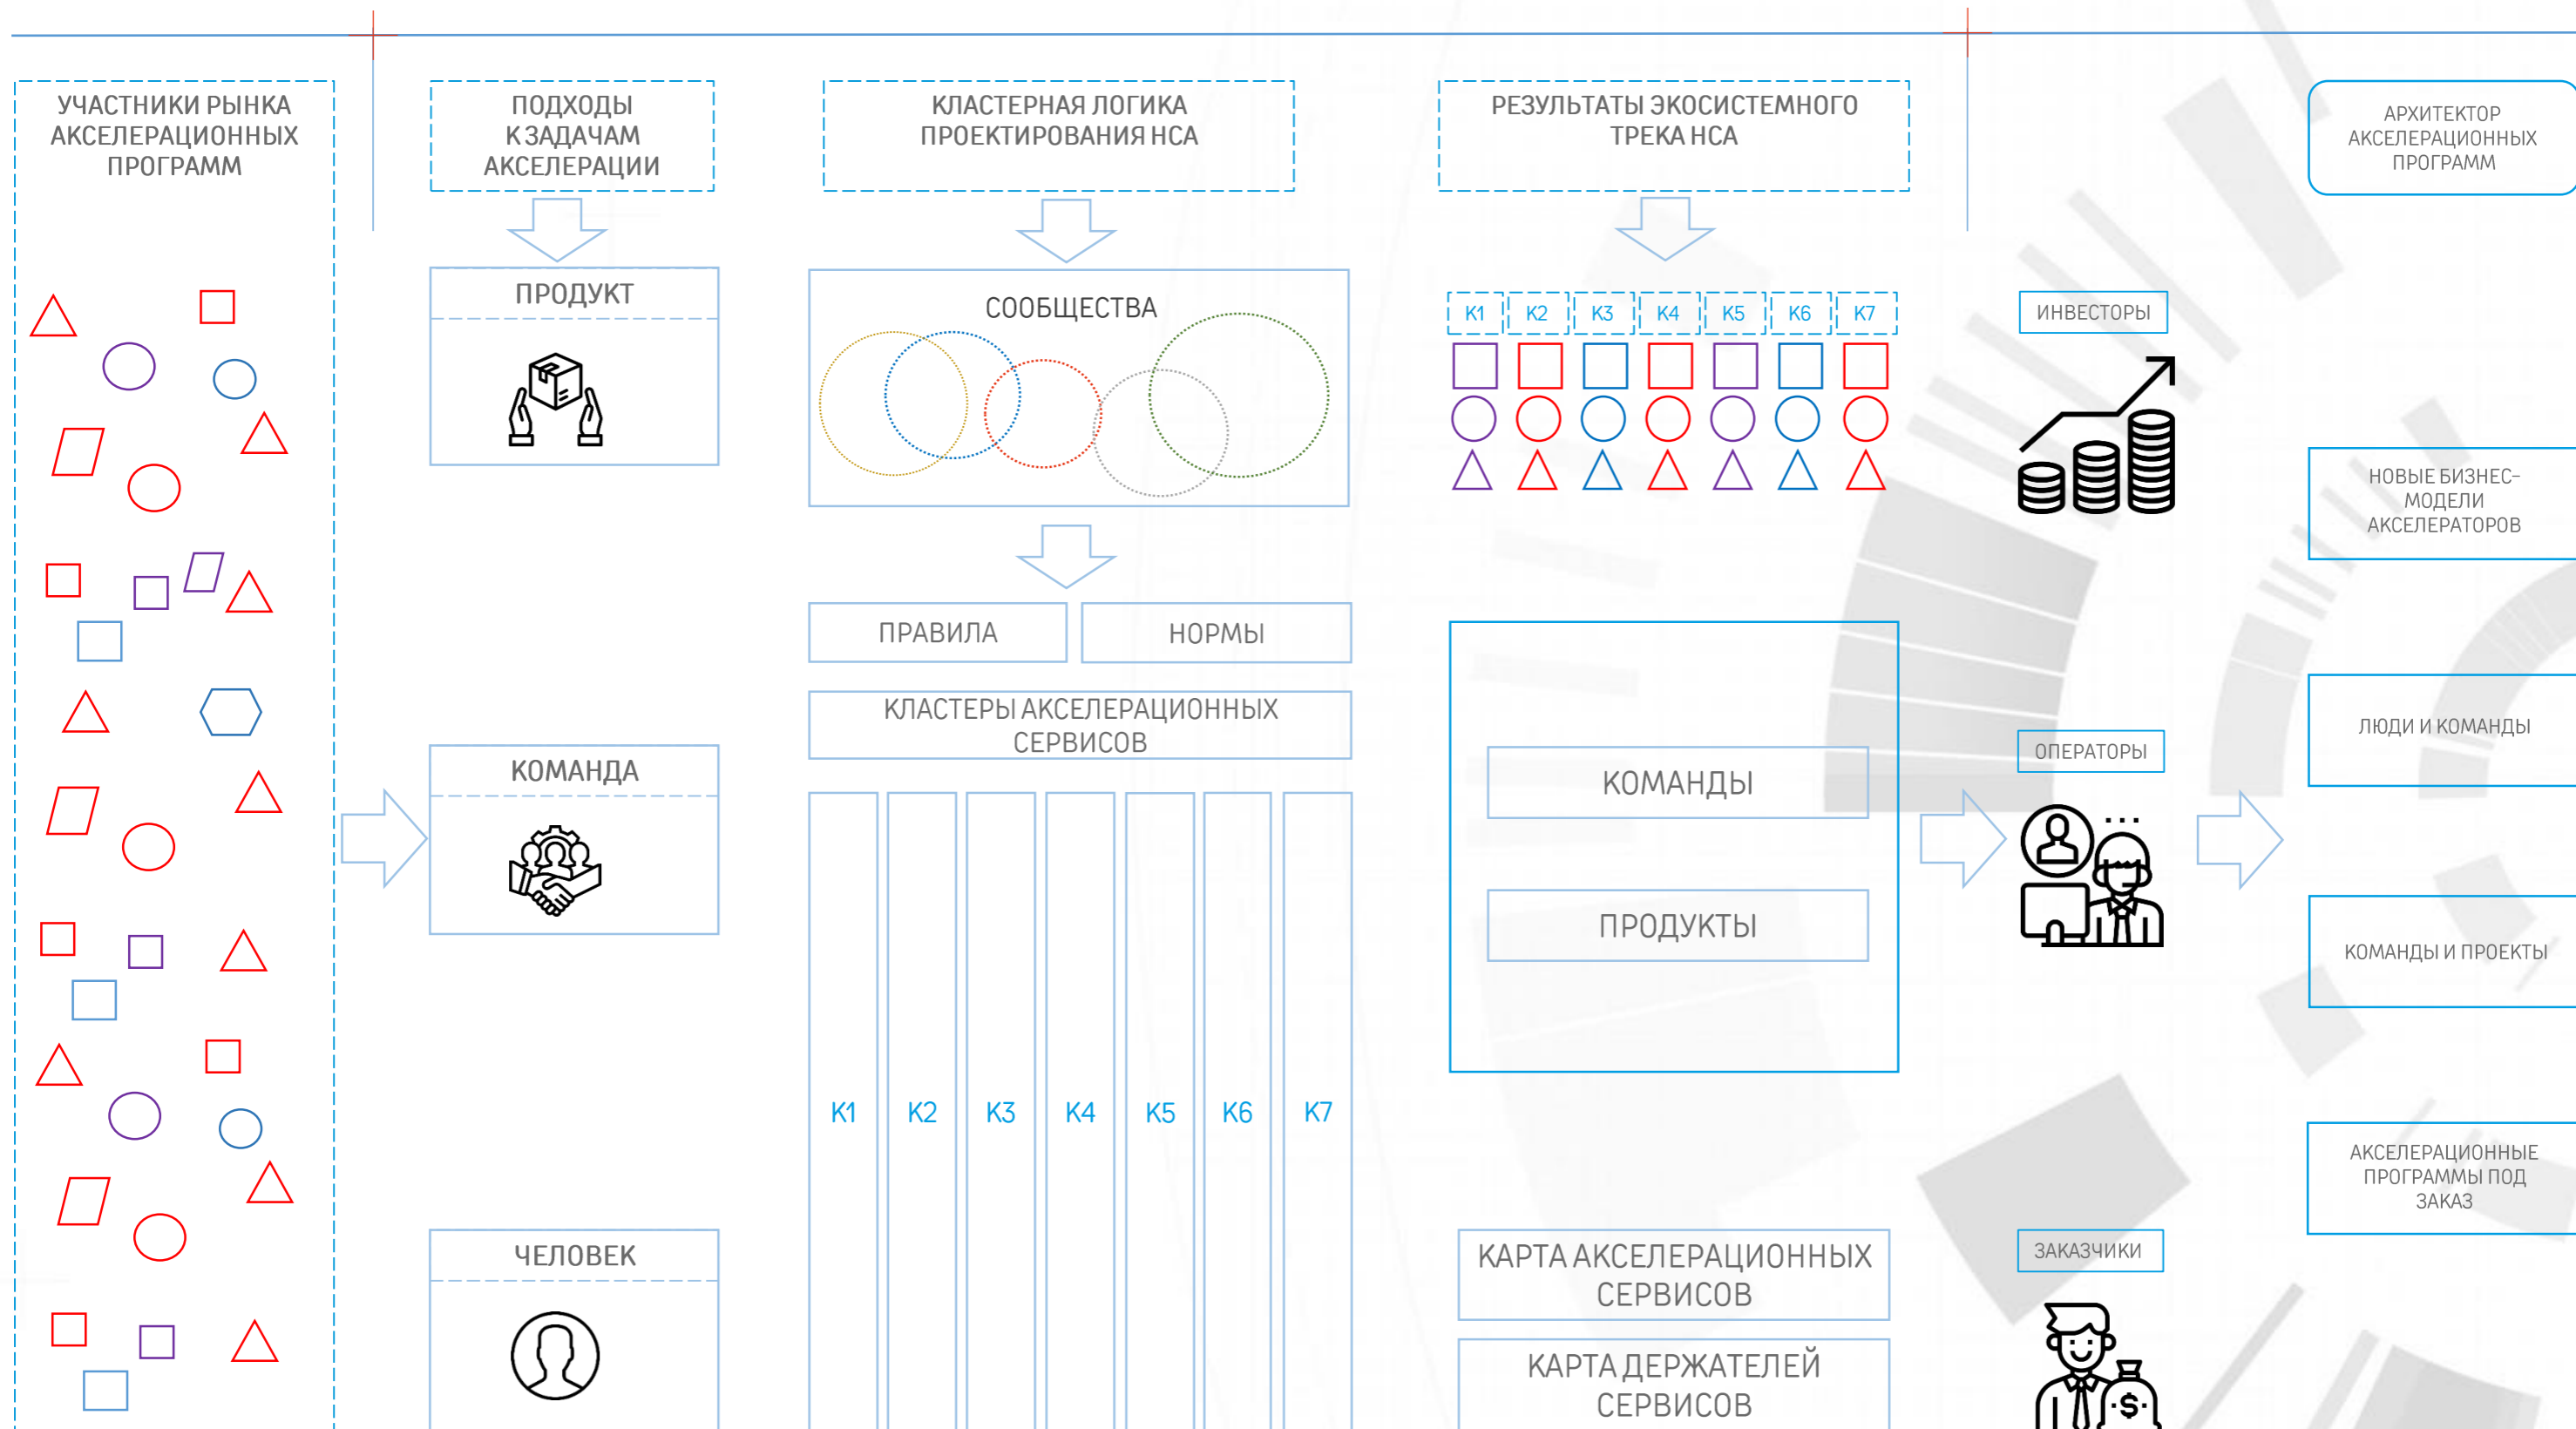 УЧАСТНИКИ РЫНКА
АКСЕЛЕРАЦИОННЫХ
ПРОГРАММ
ПОДХОДЫ
К ЗАДАЧАМ
АКСЕЛЕРАЦИИ
КЛАСТЕРНАЯ ЛОГИКА
ПРОЕКТИРОВАНИЯ НСА
РЕЗУЛЬТАТЫ ЭКОСИСТЕМНОГО
ТРЕКА НСА
АРХИТЕКТОР
АКСЕЛЕРАЦИОННЫХ
ПРОГРАММ
ПРОДУКТ
КОМАНДА
ЧЕЛОВЕК
СООБЩЕСТВА
ПРАВИЛА
НОРМЫ
КЛАСТЕРЫ АКСЕЛЕРАЦИОННЫХ
СЕРВИСОВ
К1 К2 К3 К4 К5 К6 К7
К1 К2 К3 К4 К5 К6 К7
КОМАНДЫ
ПРОДУКТЫ
КАРТА АКСЕЛЕРАЦИОННЫХ
СЕРВИСОВ
КАРТА ДЕРЖАТЕЛЕЙ
СЕРВИСОВ
ИНВЕСТОРЫ
ОПЕРАТОРЫ
ЗАКАЗЧИКИ
$
НОВЫЕ БИЗНЕС-
МОДЕЛИ
АКСЕЛЕРАТОРОВ
ЛЮДИ И КОМАНДЫ
КОМАНДЫ И ПРОЕКТЫ
АКСЕЛЕРАЦИОННЫЕ
ПРОГРАММЫ ПОД
ЗАКАЗ